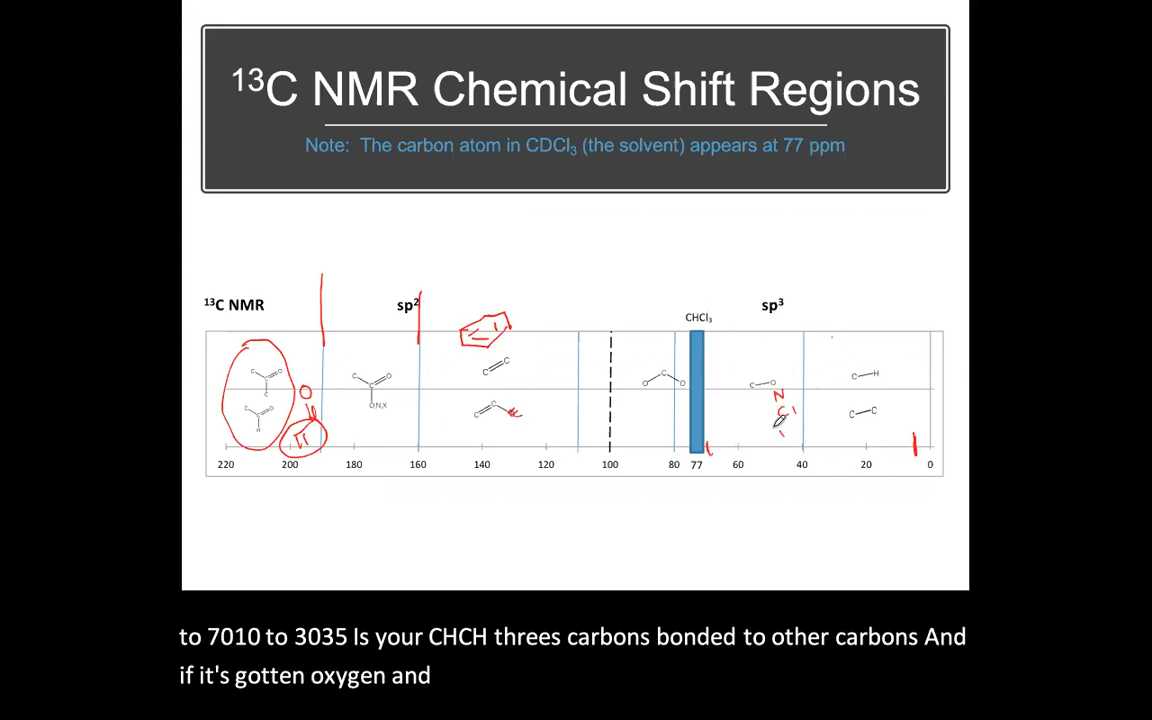 13C NMR Chemical Shift Regions
Note: The carbon atom in CDCl3 (the solvent) appears at 77 ppm
13C NMR sp2 sp3
CHCl3
C O C
C O ONX
C C
C C
O C O
C O
C H
C O H
C C
C C
O
N
Cl
220 200 180 160 140 120 100 80 77 60 40 20 0
to 7010 to 3035 Is your CHCH threes carbons bonded to other carbons And
if it's gotten oxygen and